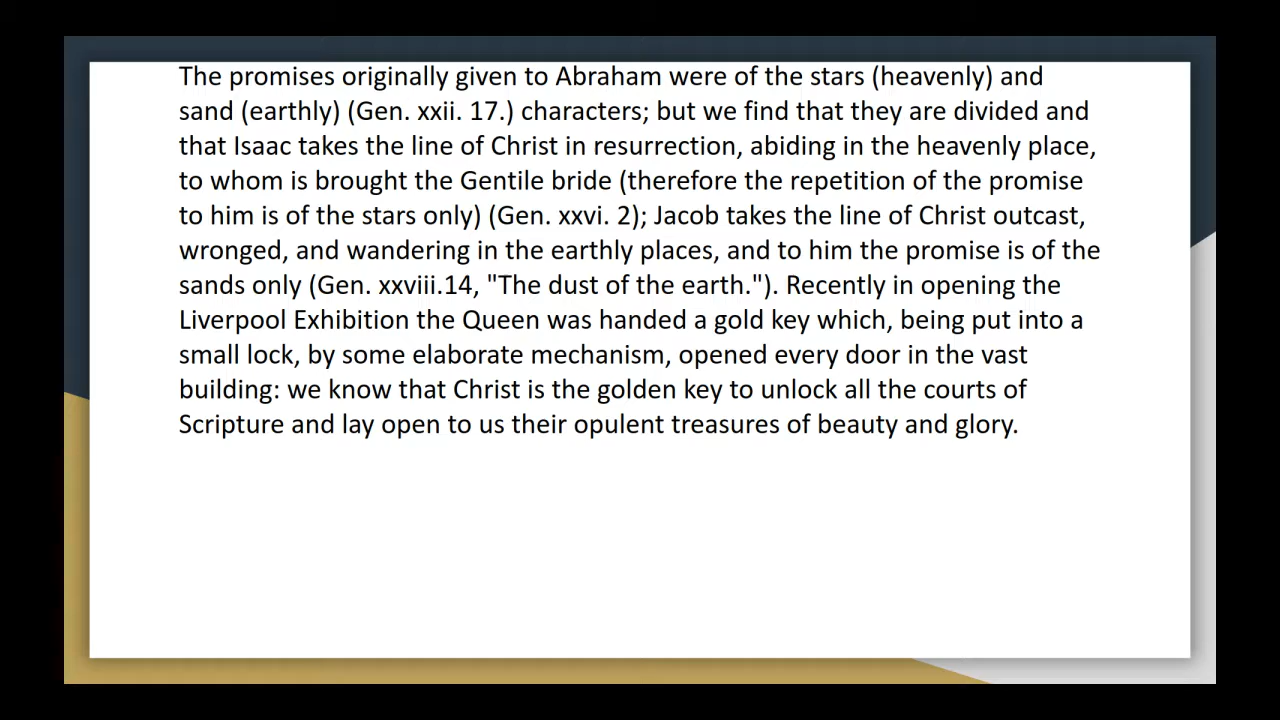 The promises originally given to Abraham were of the stars (heavenly) and
sand (earthly) (Gen. xxii. 17.) characters; but we find that they are divided and
that Isaac takes the line of Christ in resurrection, abiding in the heavenly place,
to whom is brought the Gentile bride (therefore the repetition of the promise
to him is of the stars only) (Gen. xxvi. 2); Jacob takes the line of Christ outcast,
wronged, and wandering in the earthly places, and to him the promise is of the
sands only (Gen. xxviii.14, "The dust of the earth."). Recently in opening the
Liverpool Exhibition the Queen was handed a gold key which, being put into a
small lock, by some elaborate mechanism, opened every door in the vast
building: we know that Christ is the golden key to unlock all the courts of
Scripture and lay open to us their opulent treasures of beauty and glory.